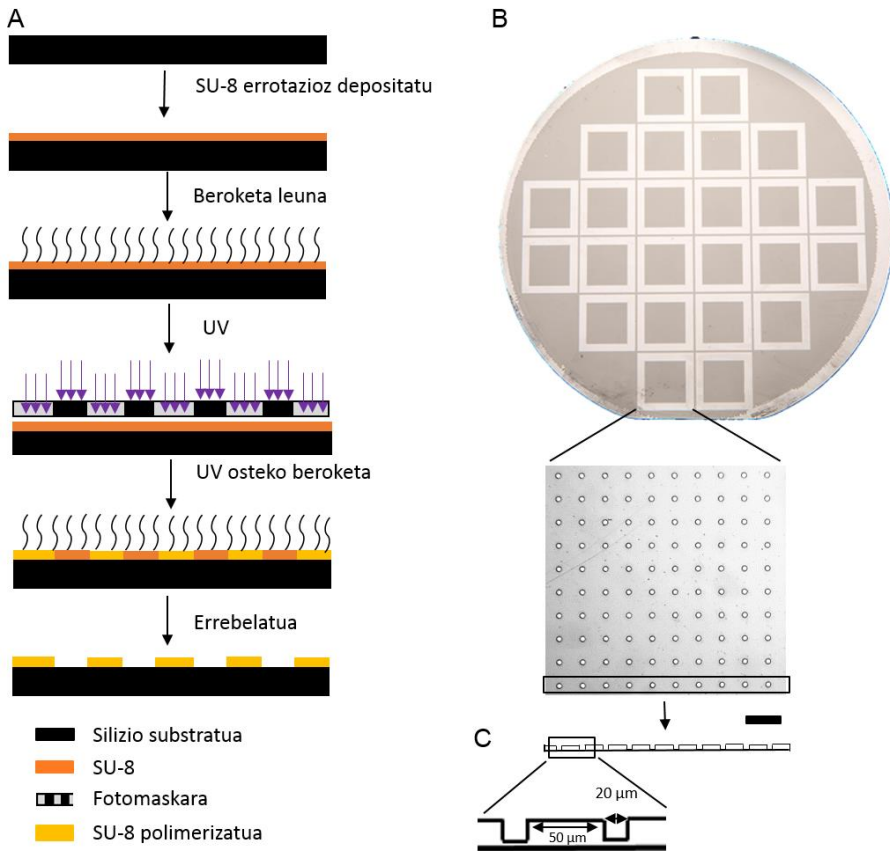 A
SU-8 errotazioz depositatu
Beroketa leuna
UV
UV osteko beroketa
Errebelatua
Silizio substratua
SU-8
Fotomaskara
SU-8 polimerizatua
B
C
20 µm
50 µm